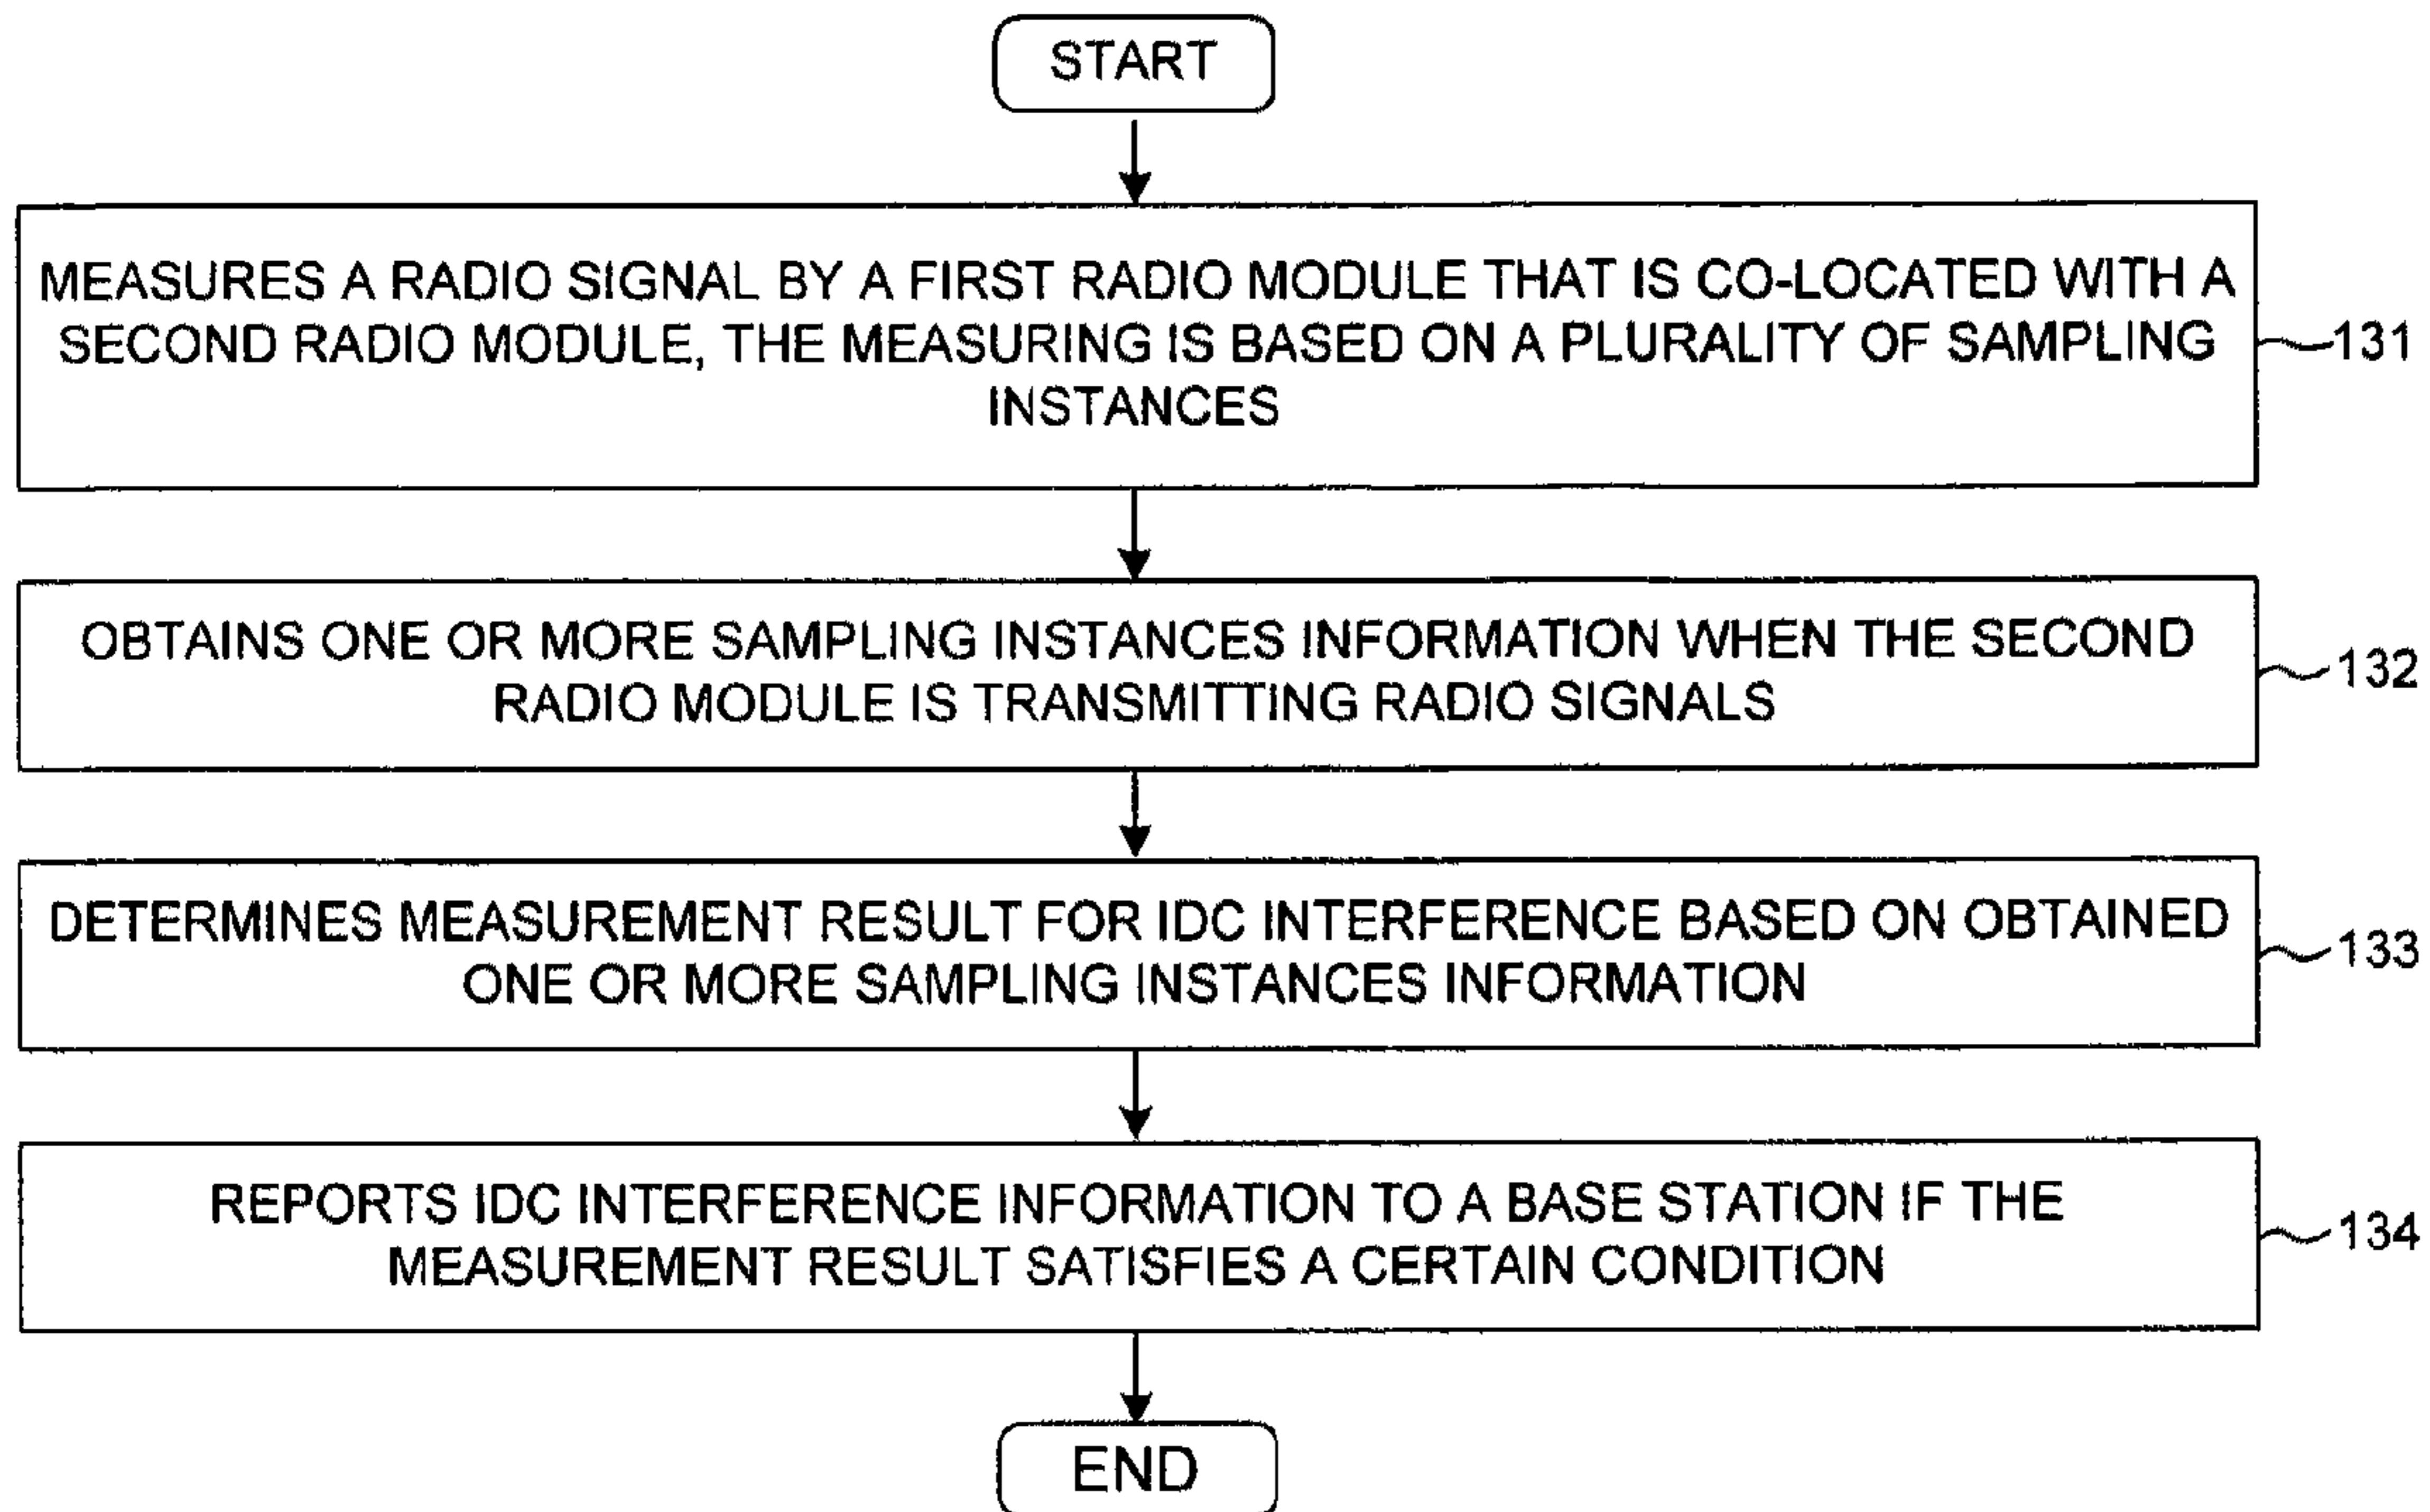 START
MEASURES A RADIO SIGNAL BY A FIRST RADIO MODULE THAT IS CO-LOCATED WITH A
SECOND RADIO MODULE, THE MEASURING IS BASED ON A PLURALITY OF SAMPLING
INSTANCES
131
OBTAINS ONE OR MORE SAMPLING INSTANCES INFORMATION WHEN THE SECOND
RADIO MODULE IS TRANSMITTING RADIO SIGNALS
132
DETERMINES MEASUREMENT RESULT FOR IDC INTERFERENCE BASED ON OBTAINED
ONE OR MORE SAMPLING INSTANCES INFORMATION
133
REPORTS IDC INTERFERENCE INFORMATION TO A BASE STATION IF THE
MEASUREMENT RESULT SATISFIES A CERTAIN CONDITION
134
END